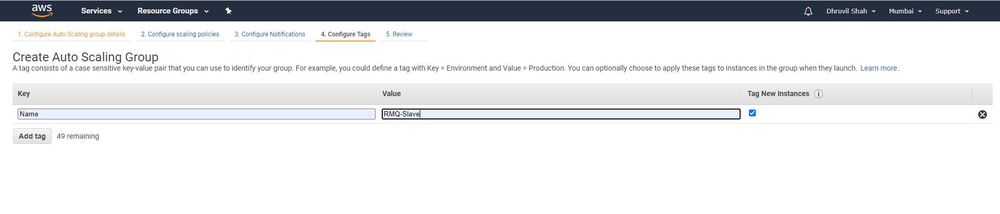 aws Services Resource Groups Dhruvil Shah Mumbai Support
1. Configure Auto Scaling group details 2. Configure scaling policies 3. Configure Notifications 4. Configure Tags 5. Review
Create Auto Scaling Group
A tag consists of a case sensitive key-value pair that you can use to identify your group. For example, you could define a tag with Key = Environment and Value = Production. You can optionally choose to apply these tags to instances in the group when they launch. Learn more.
Key Value Tag New Instances i
Name RMQ-Slave
Add tag 49 remaining